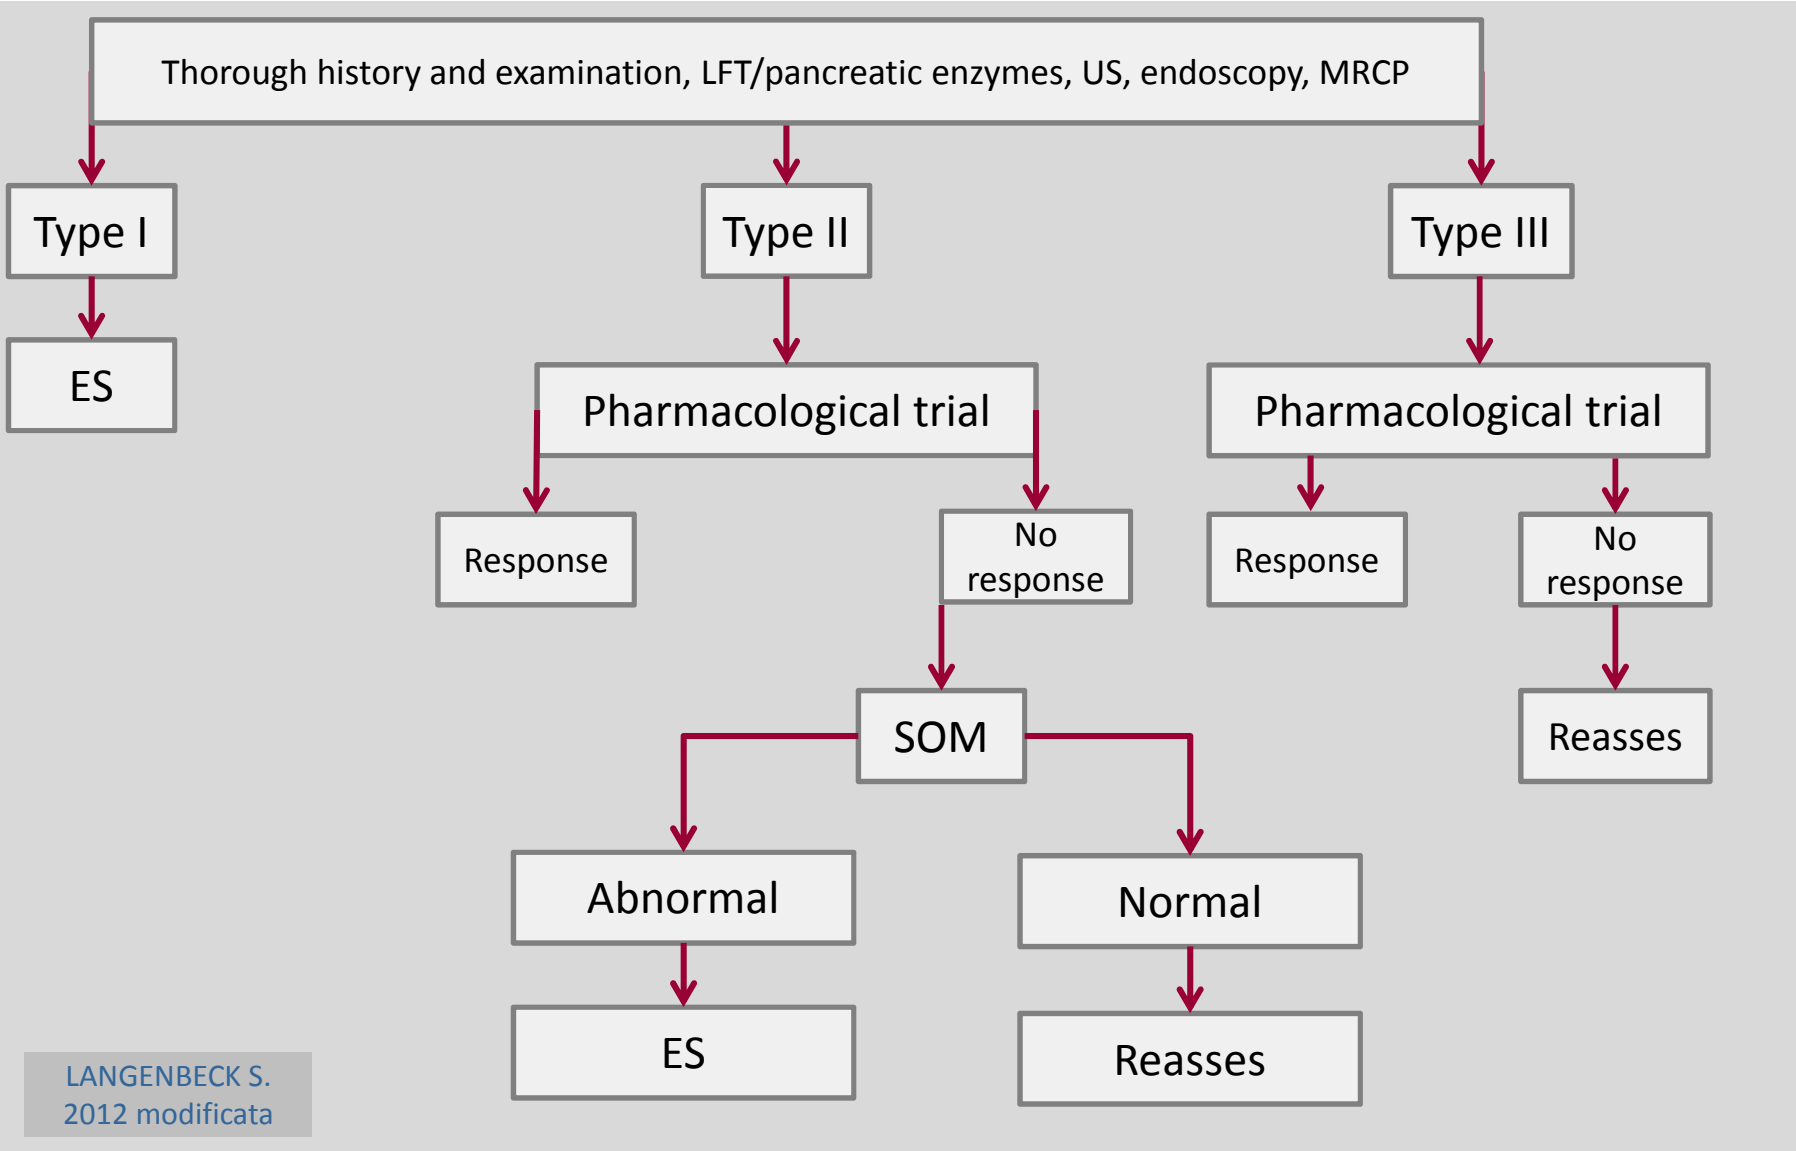 Thorough history and examination, LFT/pancreatic enzymes, US, endoscopy, MRCP
Type I
Type II
Type III
ES
Pharmacological trial
Pharmacological trial
Response
No
response
Response
No
response
SOM
Reasses
Abnormal
Normal
ES
Reasses
LANGENBECK S.
2012 modificata